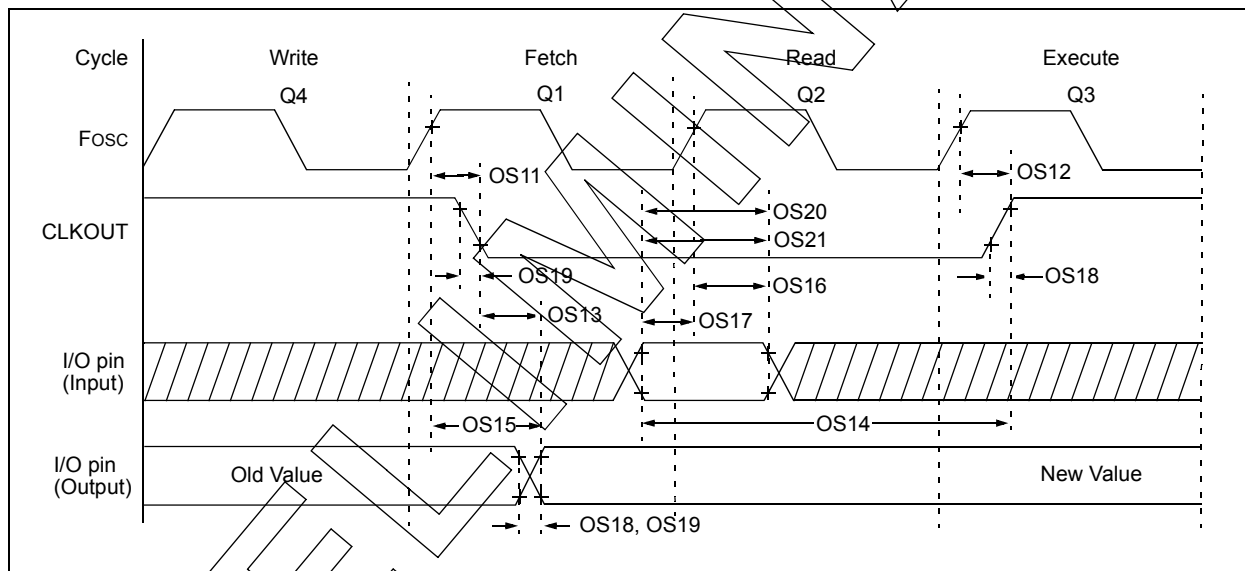 Cycle Write Fetch Read Execute
Q4 Q1 Q2 Q3
FOSC
OS11 OS12
OS20
CLKOUT
OS21
OS19 OS16 OS18
OS13 OS17
I/O pin
(Input)
OS15 OS14
I/O pin
(Output)
Old Value New Value
OS18, OS19